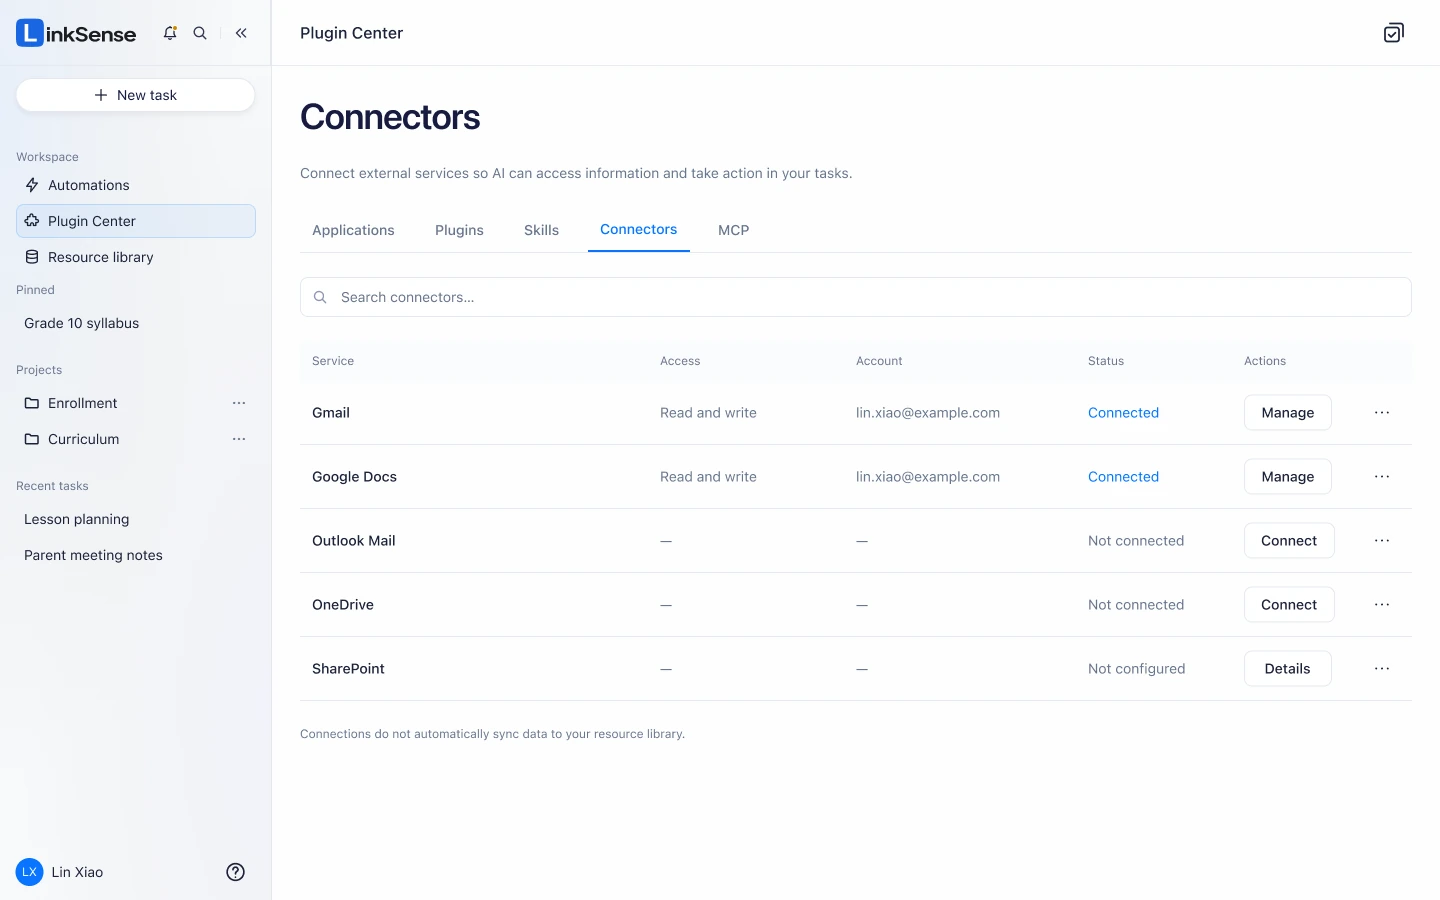 LinkSense
Plugin Center
New task
Workspace
Automations
Plugin Center
Resource library
Pinned
Grade 10 syllabus
Projects
Enrollment
Curriculum
Recent tasks
Lesson planning
Parent meeting notes
LX Lin Xiao
Connectors
Connect external services so AI can access information and take action in your tasks.
Applications Plugins Skills Connectors MCP
Search connectors...
Service Access Account Status Actions
Gmail Read and write lin.xiao@example.com Connected Manage
Google Docs Read and write lin.xiao@example.com Connected Manage
Outlook Mail — — Not connected Connect
OneDrive — — Not connected Connect
SharePoint — — Not configured Details
Connections do not automatically sync data to your resource library.